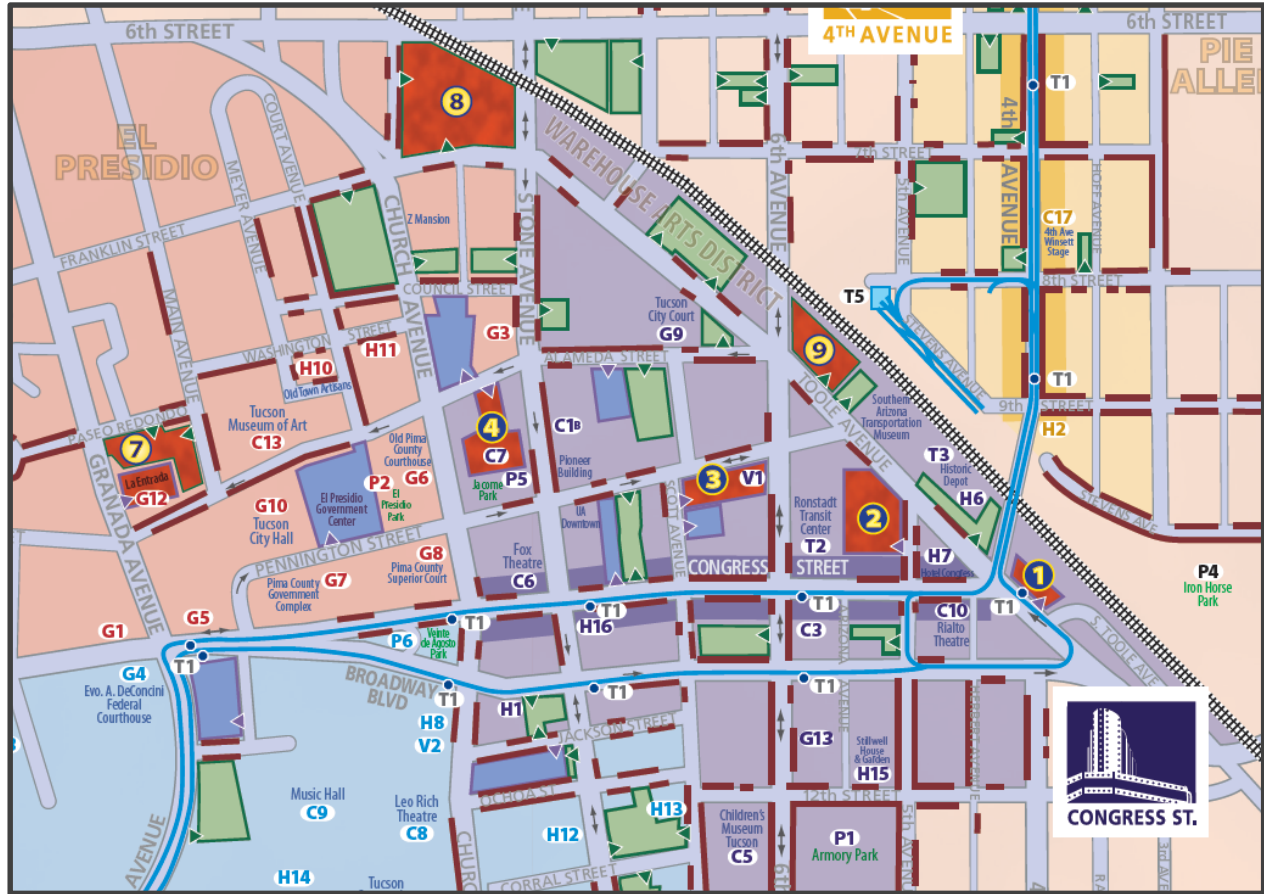 6th STREET
4TH AVENUE
6th STREET
PIE
ALLE
EL
PRESIDIO
8
T1
COURT AVENUE
MEYER AVENUE
WAREHOUSE ARTS DISTRICT
6th AVENUE
7th STREET
5th AVENUE
4th
AVENUE
HOFF AVENUE
Z Mansion
CHURCH
AVENUE
STONE AVENUE
FRANKLIN STREET
MAIN AVENUE
C17
4th Ave
Winsett
Stage
8th STREET
COUNCIL STREET
T5
STEVENS AVENUE
Tucson
City Court
G9
G3
WASHINGTON STREET
H11
H10
Old Town Artisans
ALAMEDA STREET
9
TOOLE AVENUE
T1
9th STREET
H2
Southern
Arizona
Transportation
Museum
PASEO REDONDO
7
La Entrada
G12
GRANADA AVENUE
Tucson
Museum of Art
C13
4
C7
P5
Jacome
Park
C1B
Pioneer
Building
Old Pima
County
Courthouse
G6
P2
El
Presidio
Park
El Presidio
Government
Center
G10
Tucson
City Hall
UA
Downtown
SCOTT AVENUE
3
V1
Ronstadt
Transit
Center
T2
2
T3
Historic
Depot
H6
STEVENS AVE
PENNINGTON STREET
G8
Pima County
Superior Court
G7
Pima County
Government
Complex
Fox
Theatre
C6
CONGRESS
STREET
H7
Hotel Congress
1
P4
Iron Horse
Park
G1
G5
T1
P6
Veinte
de Agosto
Park
T1
T1
H16
T1
C3
ARIZONA
AVENUE
C10
Rialto
Theatre
T1
S. TOOLE AVE
G4
Evo. A. DeConcini
Federal
Courthouse
BROADWAY
BLVD
T1
T1
T1
H8
V2
H1
JACKSON STREET
G13
Stillwell
House
& Garden
H15
OCHOA ST.
12th STREET
Music Hall
C9
Leo Rich
Theatre
C8
H14
Tucson
AVENUE
CHURC
H12
H13
CORRAL STREET
Children's
Museum
Tucson
C5
6th
P1
Armory Park
5th AVENUE
4
R.
3rd AVE
CONGRESS ST.